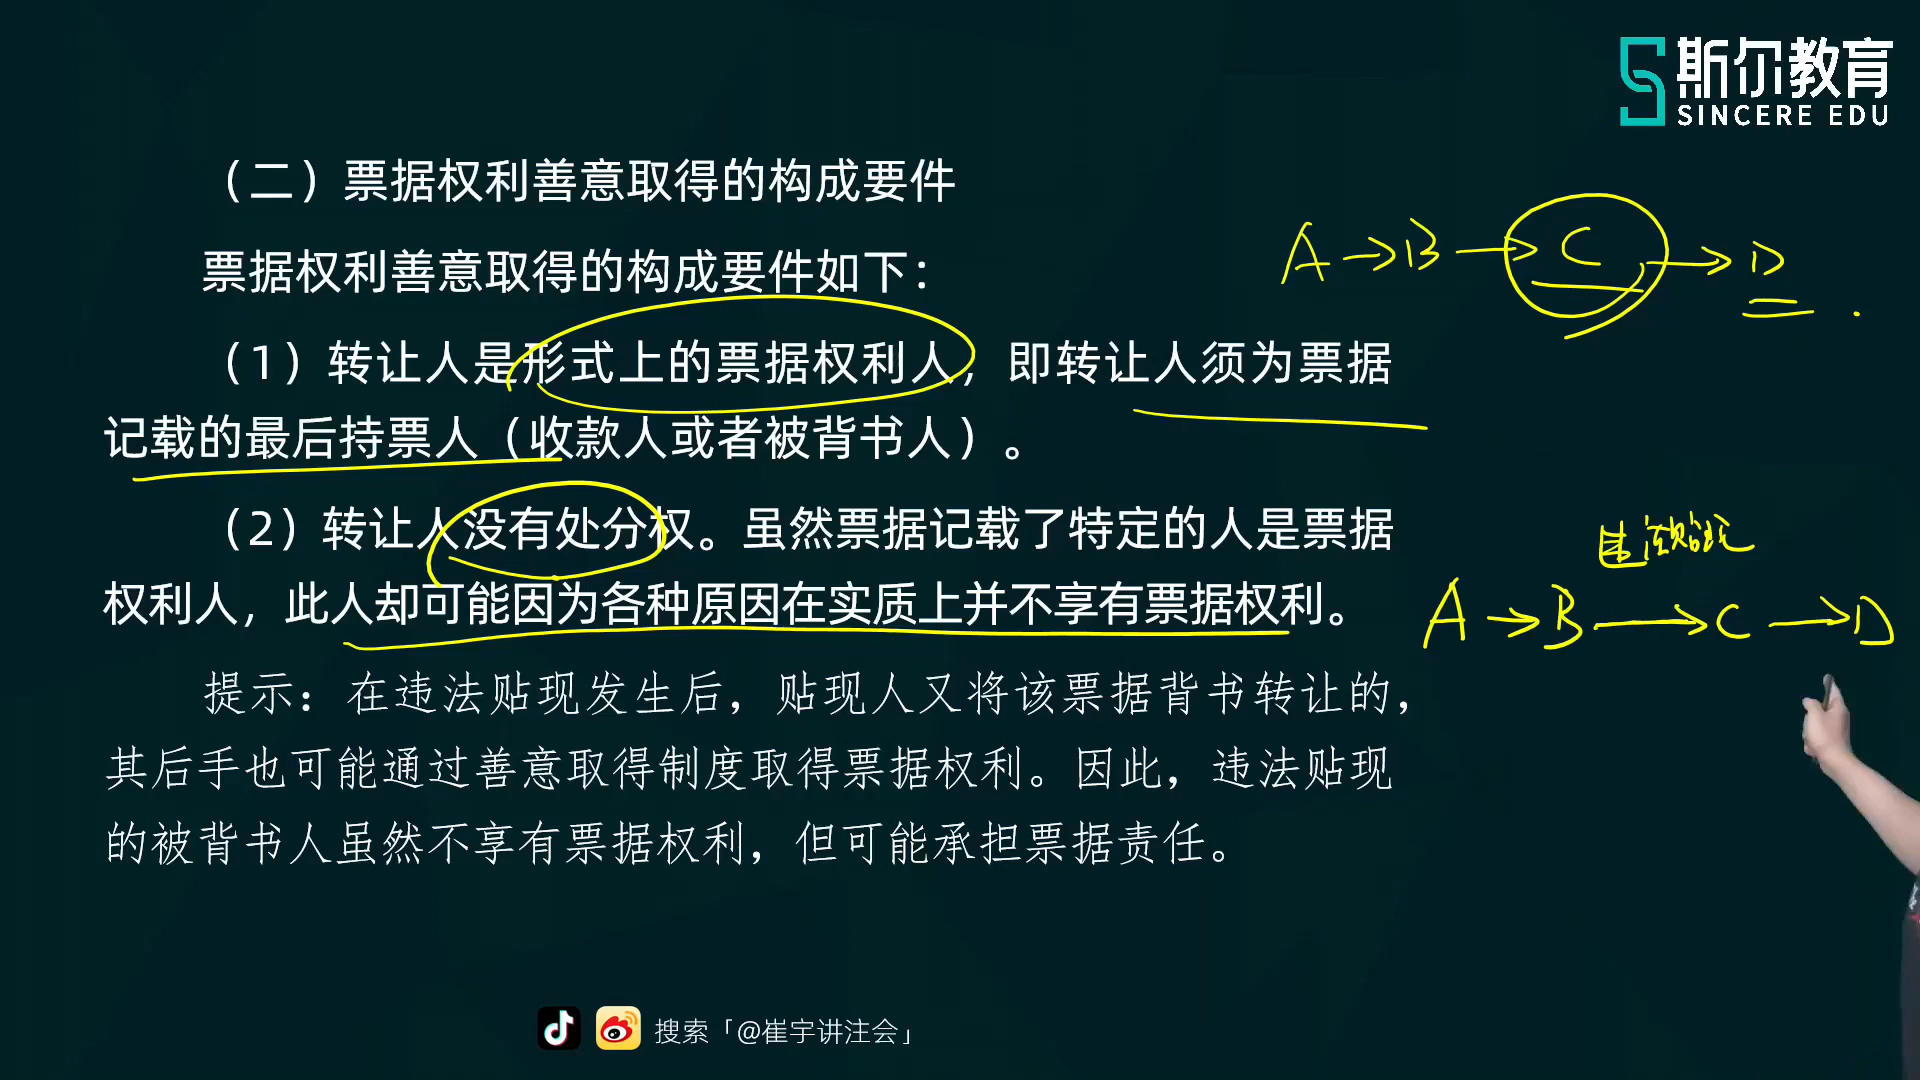 斯尔教育
SINCERE EDU
（二）票据权利善意取得的构成要件
票据权利善意取得的构成要件如下：
A→B→C→D
（1）转让人是形式上的票据权利人，即转让人须为票据
记载的最后持票人（收款人或者被背书人）。
（2）转让人没有处分权。虽然票据记载了特定的人是票据
违法贴现
权利人，此人却可能因为各种原因在实质上并不享有票据权利。
A→B→C→D
提示：在违法贴现发生后，贴现人又将该票据背书转让的，
其后手也可能通过善意取得制度取得票据权利。因此，违法贴现
的被背书人虽然不享有票据权利，但可能承担票据责任。
搜索「@崔宇讲注会」